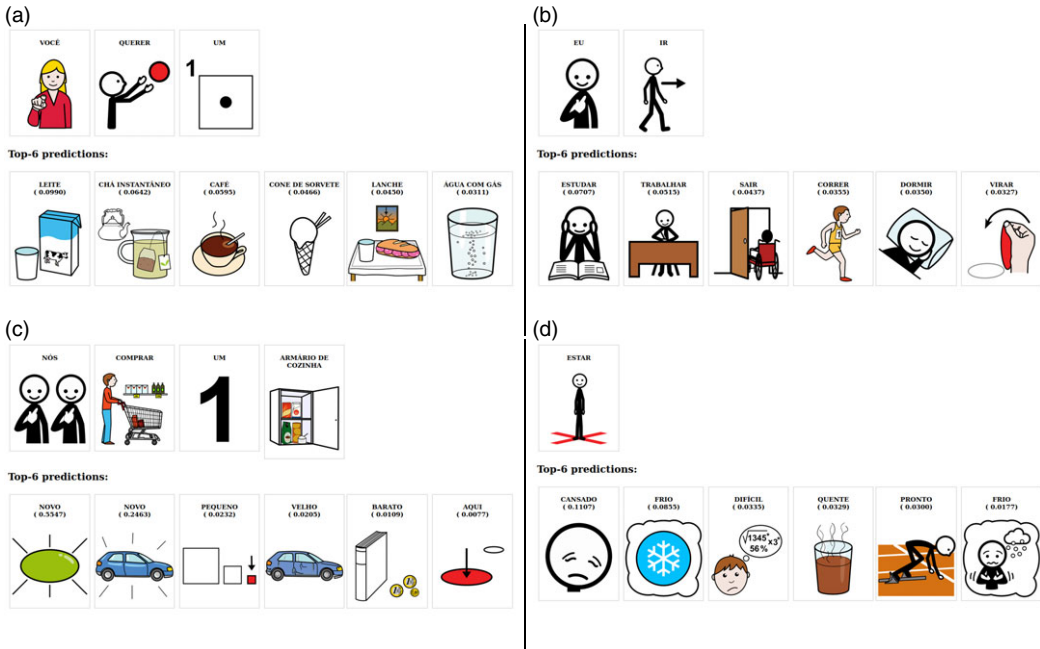 (a)
VOCÊ
QUERER
UM
1
Top-6 predictions:
LEITE
( 0.0990)
CHÁ INSTANTÂNEO
( 0.0642)
CAFÉ
( 0.0595)
CONE DE SORVETE
( 0.0466)
LANCHE
( 0.0450)
ÁGUA COM GÁS
( 0.0311)
(b)
EU
IR
Top-6 predictions:
ESTUDAR
( 0.0707)
TRABALHAR
( 0.0515)
SAIR
( 0.0437)
CORRER
( 0.0355)
DORMIR
( 0.0350)
VIRAR
( 0.0327)
(c)
NÓS
COMPRAR
UM
1
ARMÁRIO DE
COZINHA
Top-6 predictions:
NOVO
( 0.5547)
NOVO
( 0.2463)
PEQUENO
( 0.0232)
VELHO
( 0.0205)
BARATO
( 0.0109)
AQUI
( 0.0077)
(d)
ESTAR
Top-6 predictions:
CANSADO
( 0.1107)
FRIO
( 0.0855)
DIFÍCIL
( 0.0335)
√1345° x3°
56 %
QUENTE
( 0.0329)
PRONTO
( 0.0300)
FRIO
( 0.0177)